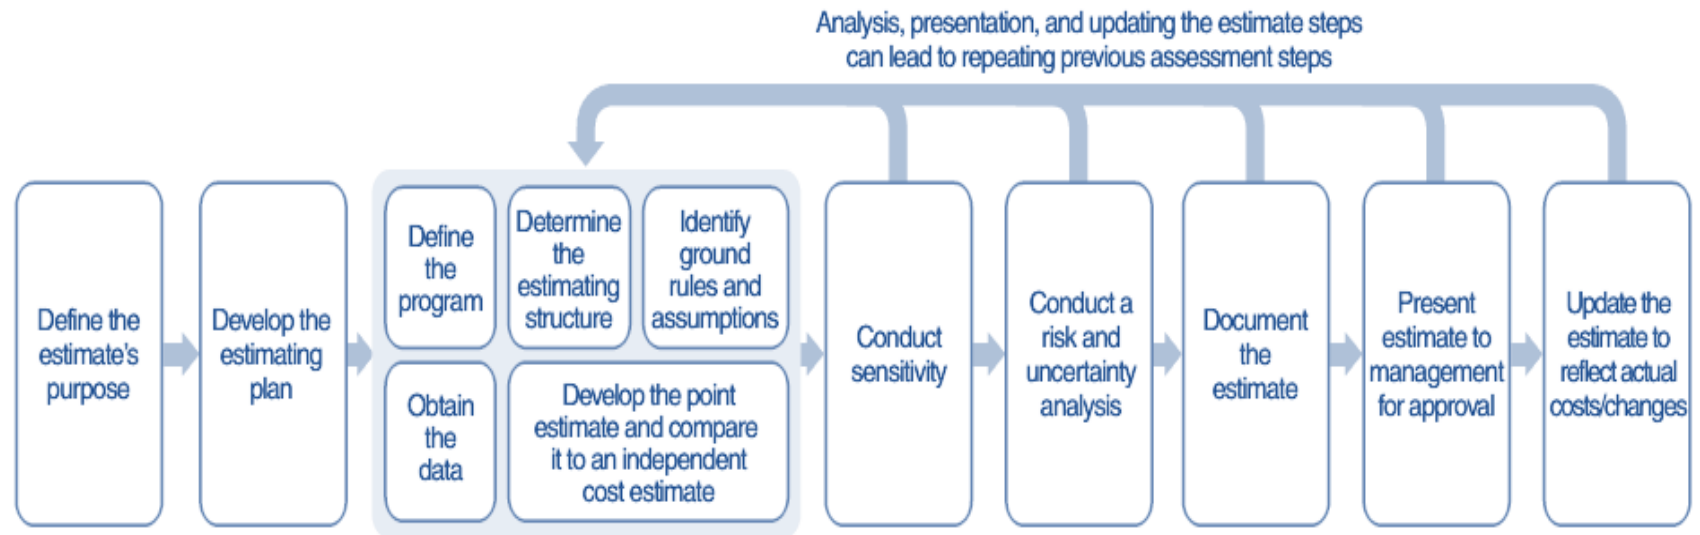 Analysis, presentation, and updating the estimate steps
can lead to repeating previous assessment steps
Define the
estimate's
purpose
Develop the
estimating
plan
Define
the
program
Determine
the
estimating
structure
Identify
ground
rules and
assumptions
Obtain
the
data
Develop the point
estimate and compare
it to an independent
cost estimate
Conduct
sensitivity
Conduct a
risk and
uncertainty
analysis
Document
the
estimate
Present
estimate to
management
for approval
Update the
estimate to
reflect actual
costs/changes